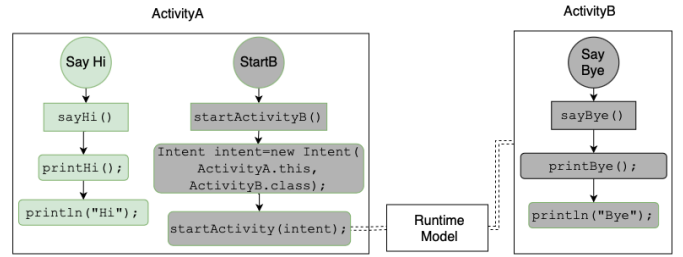 ActivityA
Say Hi
sayHi()
printHi();
println("Hi");
StartB
startActivityB()
Intent intent=new Intent(
ActivityA.this,
ActivityB.class);
startActivity(intent);
Runtime
Model
ActivityB
Say
Bye
sayBye()
printBye();
println("Bye");